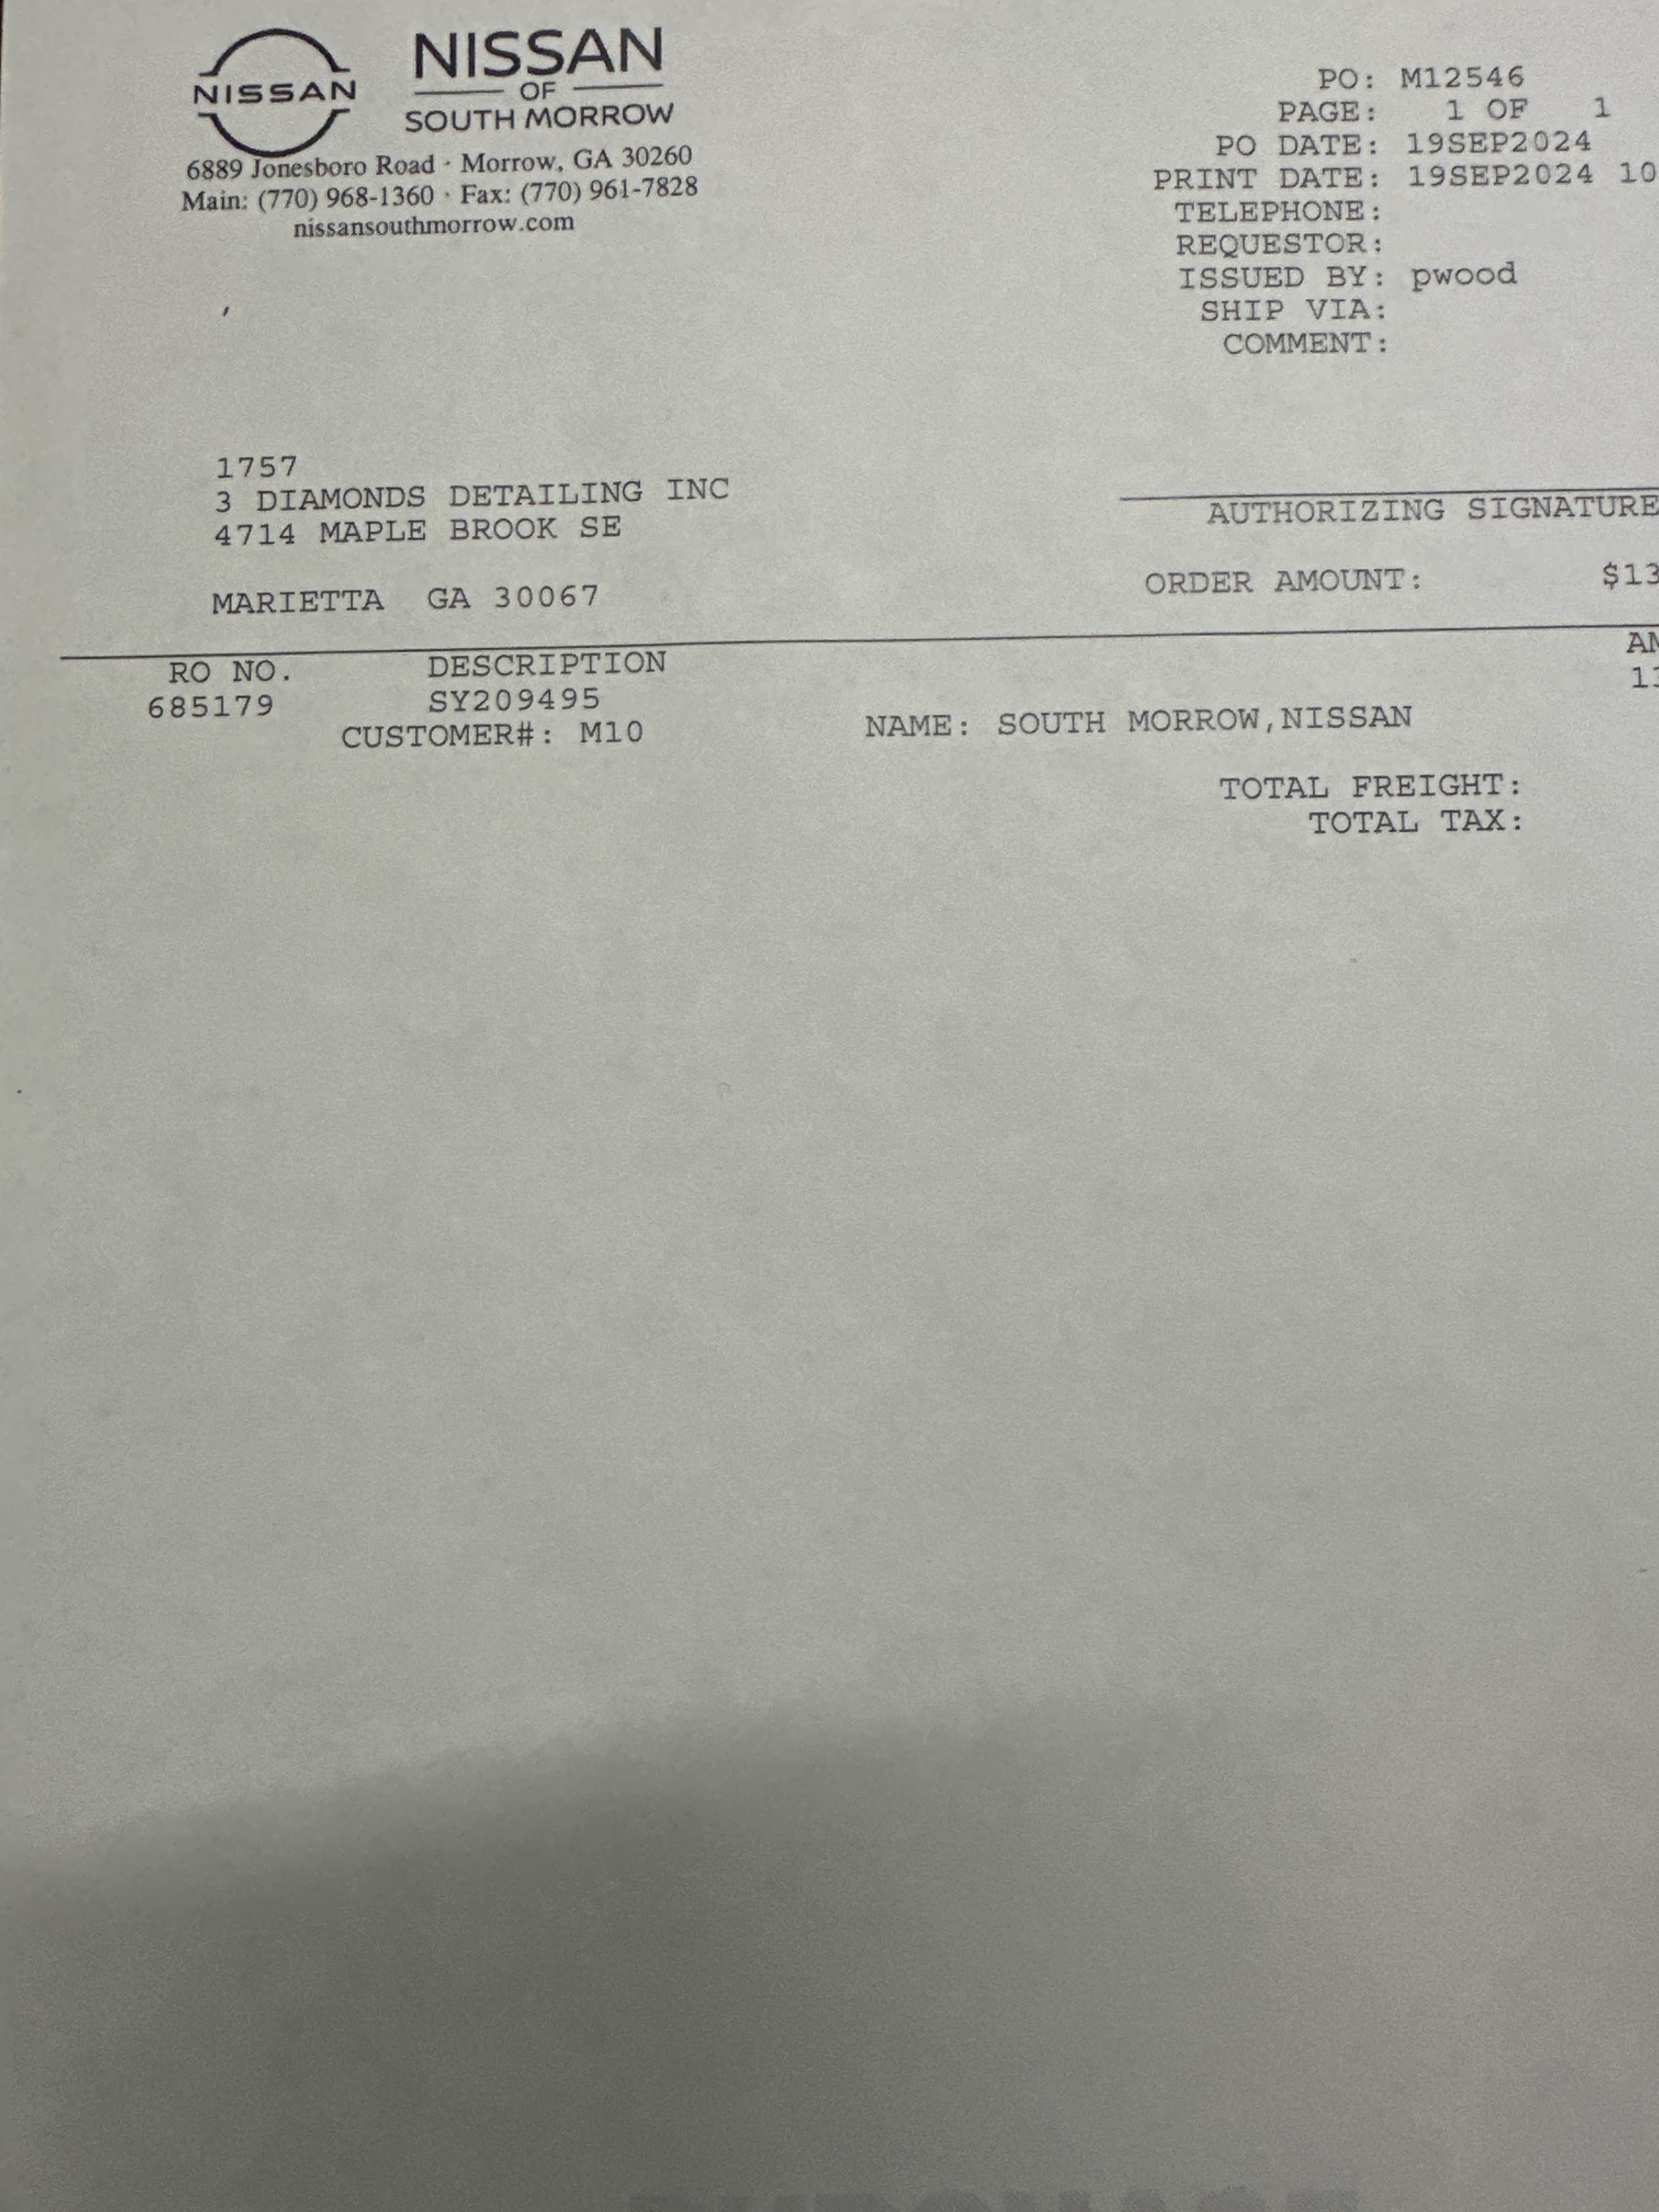 NISSAN
NISSAN
OF
SOUTH MORROW
6889 Jonesboro Road · Morrow, GA 30260
Main: (770) 968-1360 · Fax: (770) 961-7828
nissansouthmorrow.com
PO: M12546
PAGE: 1 OF 1
PO DATE: 19SEP2024
PRINT DATE: 19SEP2024 10
TELEPHONE:
REQUESTOR:
ISSUED BY: pwood
SHIP VIA:
COMMENT:
1757
3 DIAMONDS DETAILING INC
4714 MAPLE BROOK SE
MARIETTA GA 30067
AUTHORIZING SIGNATURE
ORDER AMOUNT: $13
RO NO. DESCRIPTION
685179 SY209495
CUSTOMER#: M10 NAME: SOUTH MORROW,NISSAN
TOTAL FREIGHT:
TOTAL TAX: